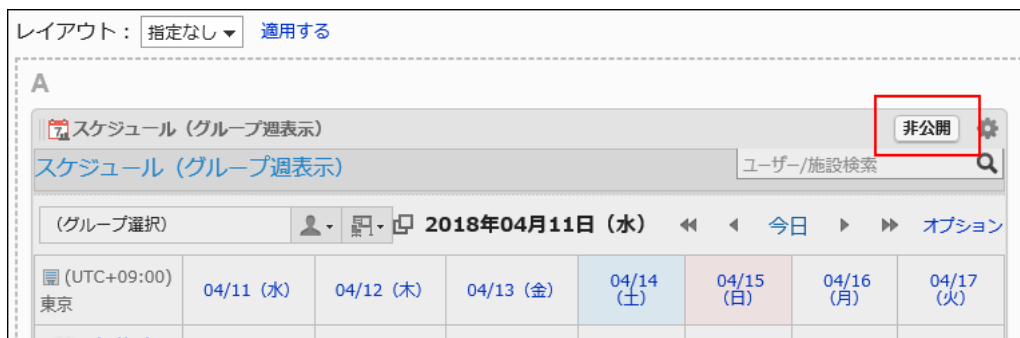 レイアウト： 指定なし 適用する
A
スケジュール（グループ週表示） 非公開
スケジュール（グループ週表示） ユーザー/施設検索
（グループ選択） 2018年04月11日（水） 今日 オプション
(UTC+09:00)
東京
04/11（水） 04/12（木） 04/13（金） 04/14（土） 04/15（日） 04/16（月） 04/17（火）